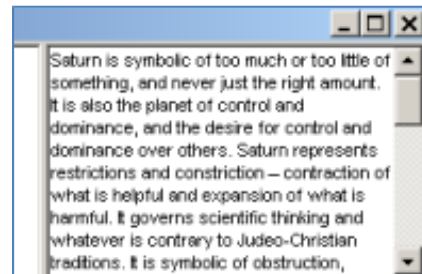 Saturn is symbolic of too much or too little of
something, and never just the right amount.
It is also the planet of control and
dominance, and the desire for control and
dominance over others. Saturn represents
restrictions and constriction – contraction of
what is helpful and expansion of what is
harmful. It governs scientific thinking and
whatever is contrary to Judeo-Christian
traditions. It is symbolic of obstruction,